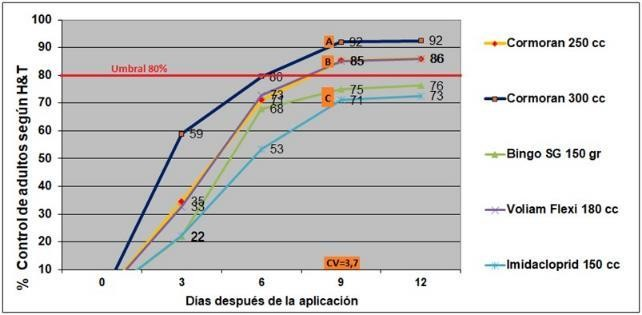 % Control de adultos según H&T
100
90
80
70
60
50
40
30
20
10
Umbral 80%
A
B
C
92
92
85
86
80
75
76
73
71
71
73
68
59
53
35
33
22
CV=3,7
0
3
6
9
12
Días después de la aplicación
Cormoran 250 cc
Cormoran 300 cc
Bingo SG 150 gr
Voliam Flexi 180 cc
Imidacloprid 150 cc